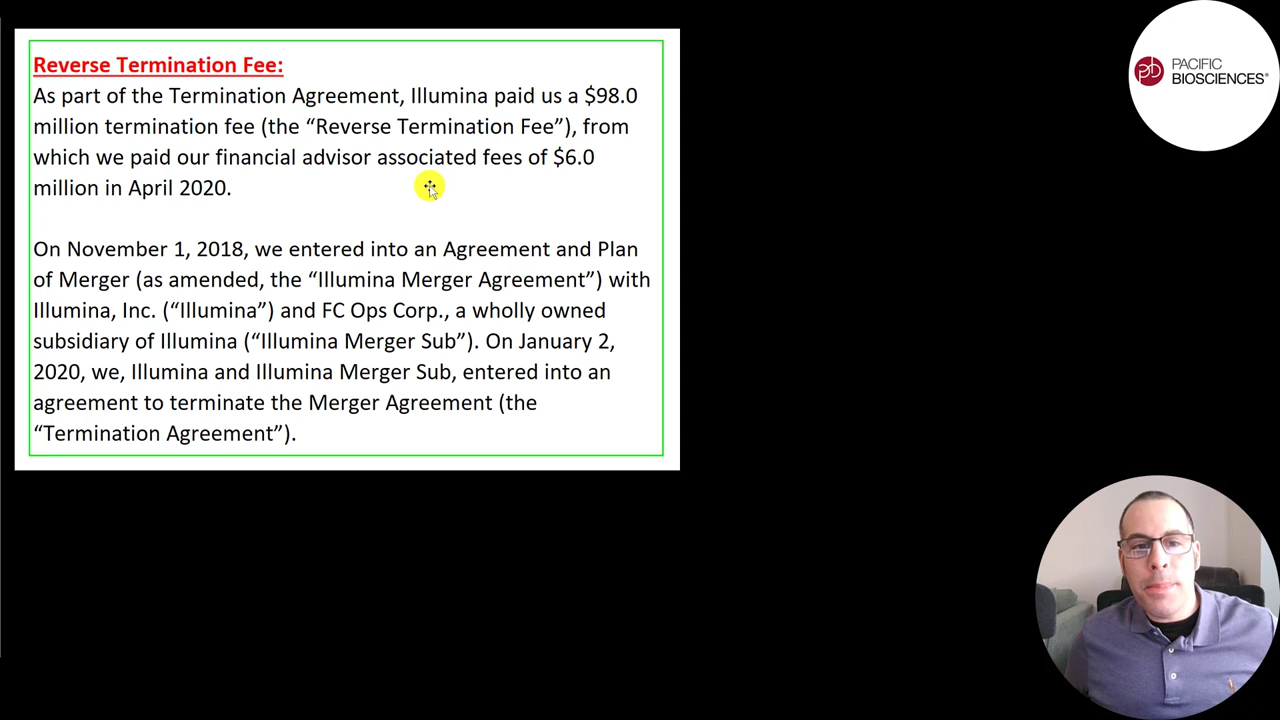 Reverse Termination Fee:
As part of the Termination Agreement, Illumina paid us a $98.0
million termination fee (the “Reverse Termination Fee”), from
which we paid our financial advisor associated fees of $6.0
million in April 2020.
On November 1, 2018, we entered into an Agreement and Plan
of Merger (as amended, the “Illumina Merger Agreement”) with
Illumina, Inc. (“Illumina”) and FC Ops Corp., a wholly owned
subsidiary of Illumina (“Illumina Merger Sub”). On January 2,
2020, we, Illumina and Illumina Merger Sub, entered into an
agreement to terminate the Merger Agreement (the
“Termination Agreement”).
PACIFIC
BIOSCIENCES®